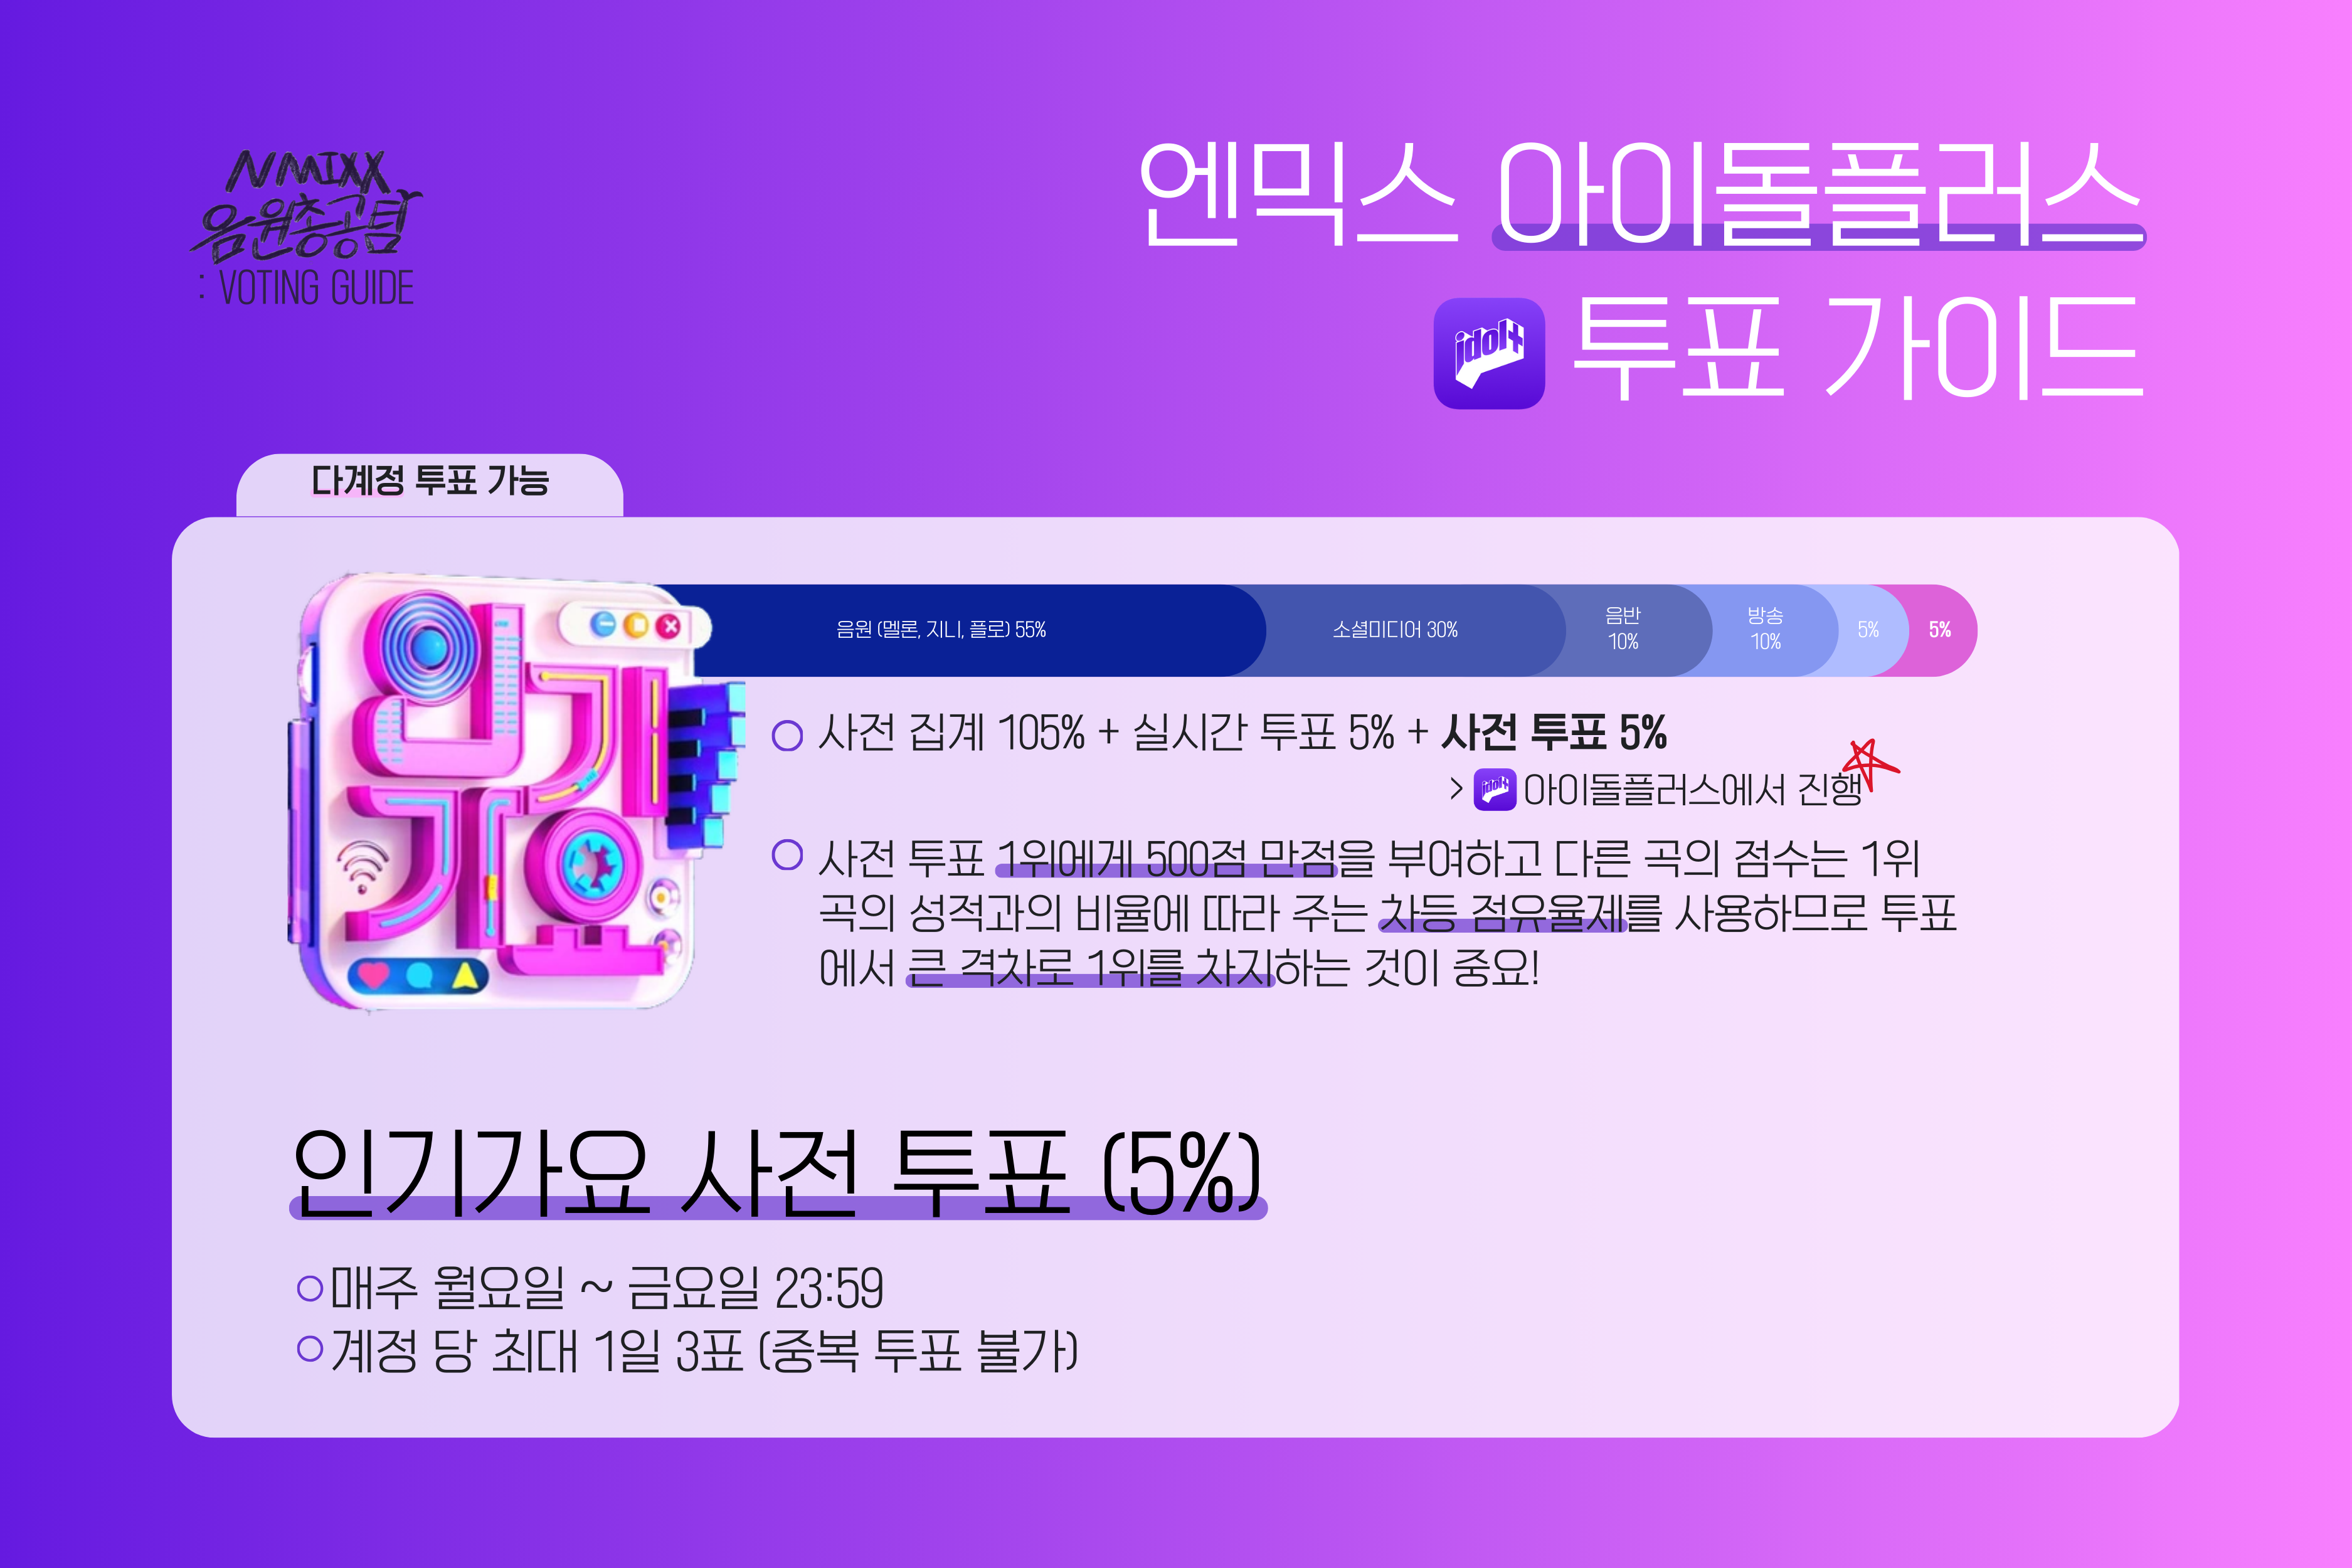 NMIXX
음원총공팀
: VOTING GUIDE
엔믹스 아이돌플러스
idol+
투표 가이드
다계정 투표 가능
인기가요
음원 (멜론, 지니, 플로) 55%
소셜미디어 30%
음반
10%
방송
10%
5%
5%
사전 집계 105% + 실시간 투표 5% + 사전 투표 5%
> idol+ 아이돌플러스에서 진행
사전 투표 1위에게 500점 만점을 부여하고 다른 곡의 점수는 1위
곡의 성적과의 비율에 따라 주는 차등 점유율제를 사용하므로 투표
에서 큰 격차로 1위를 차지하는 것이 중요!
인기가요 사전 투표 (5%)
매주 월요일 ~ 금요일 23:59
계정 당 최대 1일 3표 (중복 투표 불가)